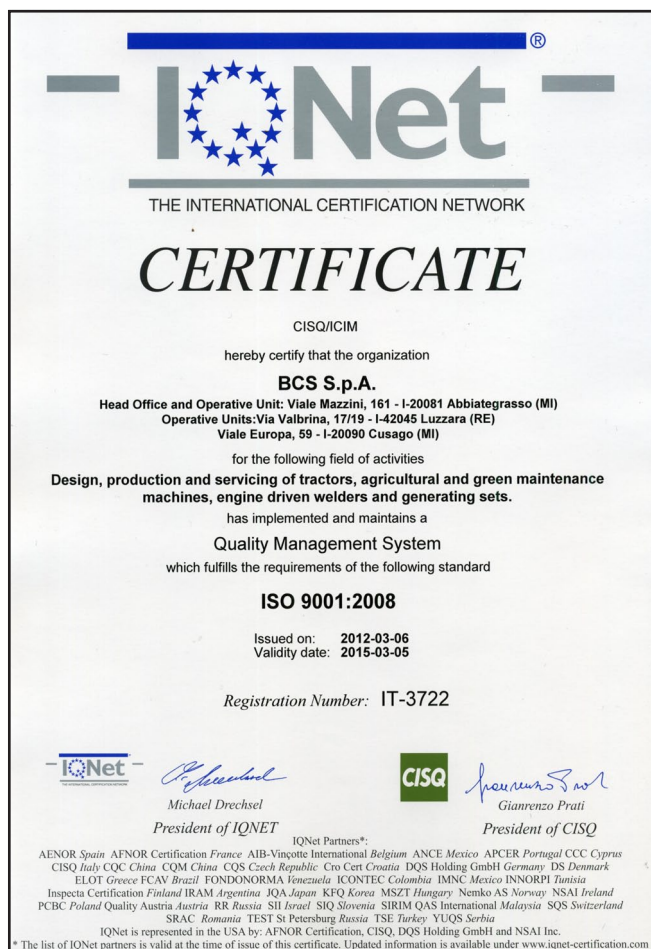 ®
IQNet
THE INTERNATIONAL CERTIFICATION NETWORK
CERTIFICATE
CISQ/ICIM
hereby certify that the organization
BCS S.p.A.
Head Office and Operative Unit: Viale Mazzini, 161 - I-20081 Abbiategrasso (MI)
Operative Units:Via Valbrina, 17/19 - I-42045 Luzzara (RE)
Viale Europa, 59 - I-20090 Cusago (MI)
for the following field of activities
Design, production and servicing of tractors, agricultural and green maintenance
machines, engine driven welders and generating sets.
has implemented and maintains a
Quality Management System
which fulfills the requirements of the following standard
ISO 9001:2008
Issued on: 2012-03-06
Validity date: 2015-03-05
Registration Number: IT-3722
IQNet
THE INTERNATIONAL CERTIFICATION NETWORK
CISQ
Michael Drechsel
Gianrenzo Prati
President of IQNET
President of CISQ
IQNet Partners*:
AENOR Spain AFNOR Certification France AIB-Vinçotte International Belgium ANCE Mexico APCER Portugal CCC Cyprus
CISQ Italy CQC China CQM China CQS Czech Republic Cro Cert Croatia DQS Holding GmbH Germany DS Denmark
ELOT Greece FCAV Brazil FONDONORMA Venezuela ICONTEC Colombia IMNC Mexico INNORPI Tunisia
Inspecta Certification Finland IRAM Argentina JQA Japan KFQ Korea MSZT Hungary Nemko AS Norway NSAI Ireland
PCBC Poland Quality Austria Austria RR Russia SII Israel SIQ Slovenia SIRIM QAS International Malaysia SQS Switzerland
SRAC Romania TEST St Petersburg Russia TSE Turkey YUQS Serbia
IQNet is represented in the USA by: AFNOR Certification, CISQ, DQS Holding GmbH and NSAI Inc.
* The list of IQNet partners is valid at the time of issue of this certificate. Updated information is available under www.iqnet-certification.com